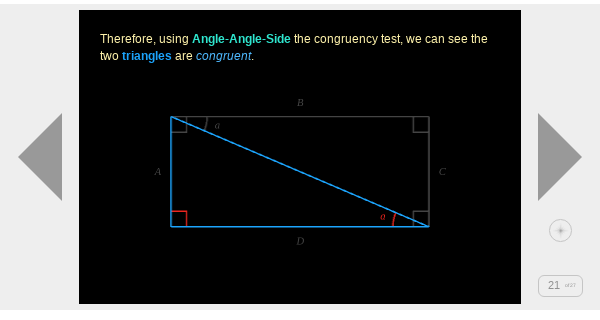 Therefore, using Angle-Angle-Side the congruency test, we can see the
two triangles are congruent.
B
a
A
C
a
D
21